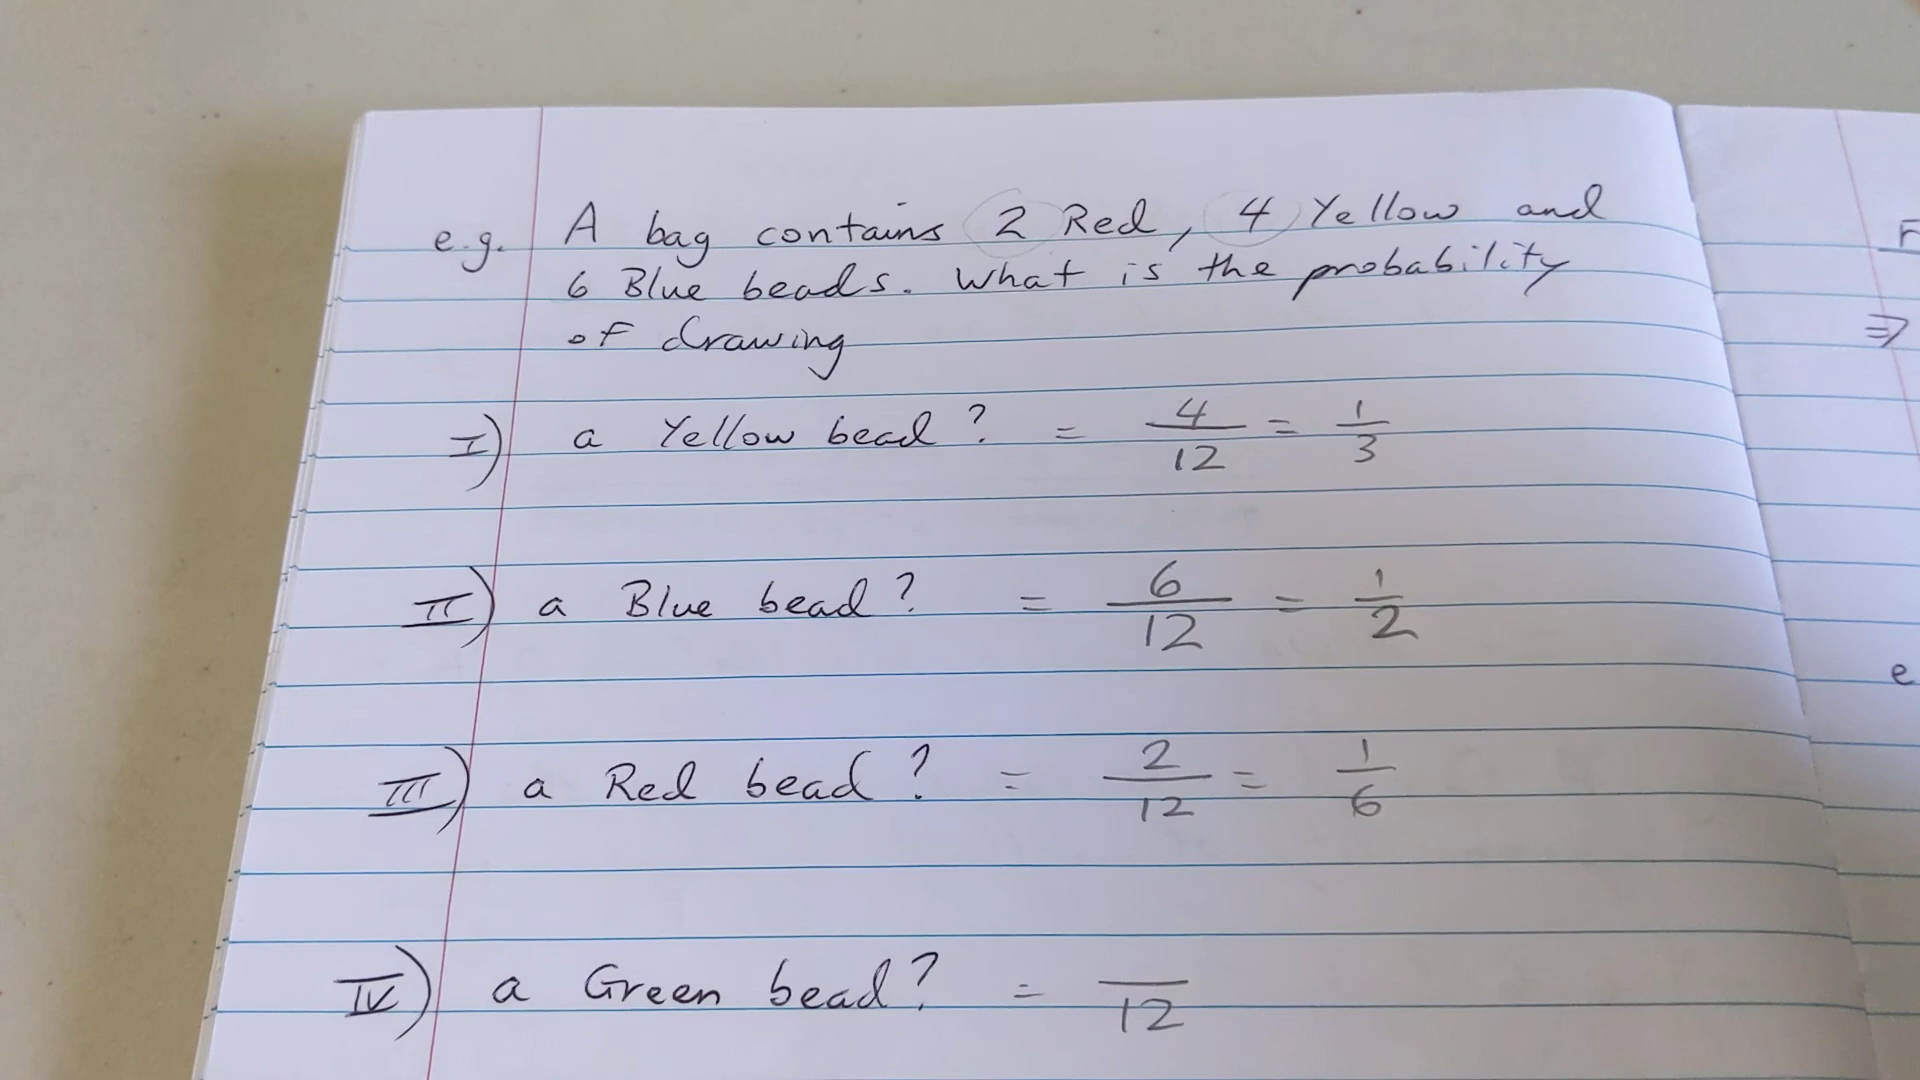 e.g. A bag contains 2 Red, 4 Yellow and
6 Blue beads. What is the probability
of drawing
I) a Yellow bead? = 4/12 = 1/3
II) a Blue bead? = 6/12 = 1/2
III) a Red bead? = 2/12 = 1/6
IV) a Green bead? = /12
⇒
e